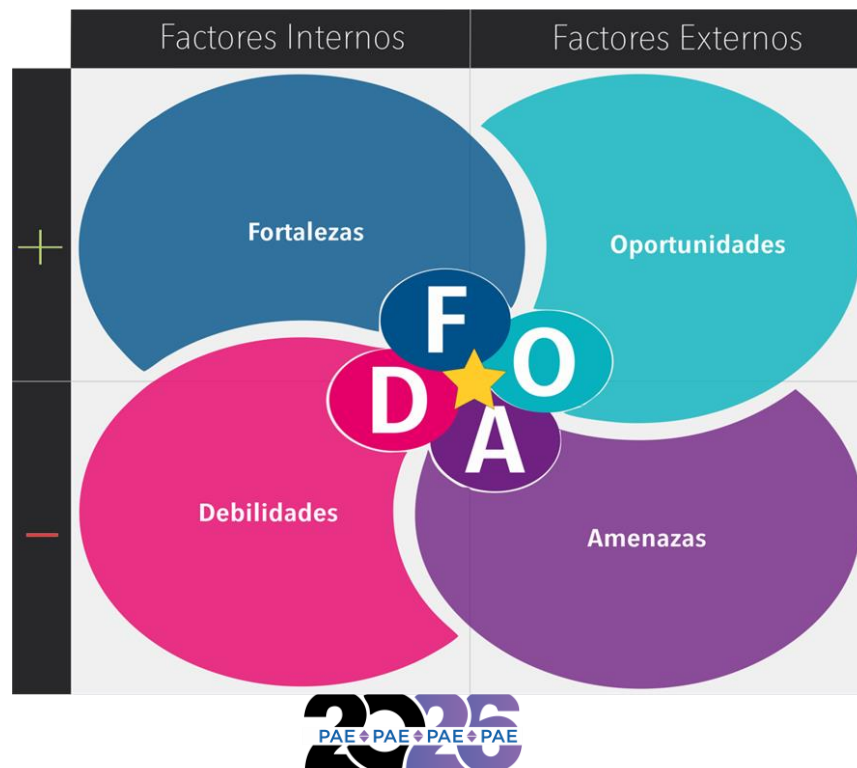 Factores Internos
Factores Externos
+
Fortalezas
Oportunidades
F
O
D
A
−
Debilidades
Amenazas
2026
PAE PAE PAE PAE